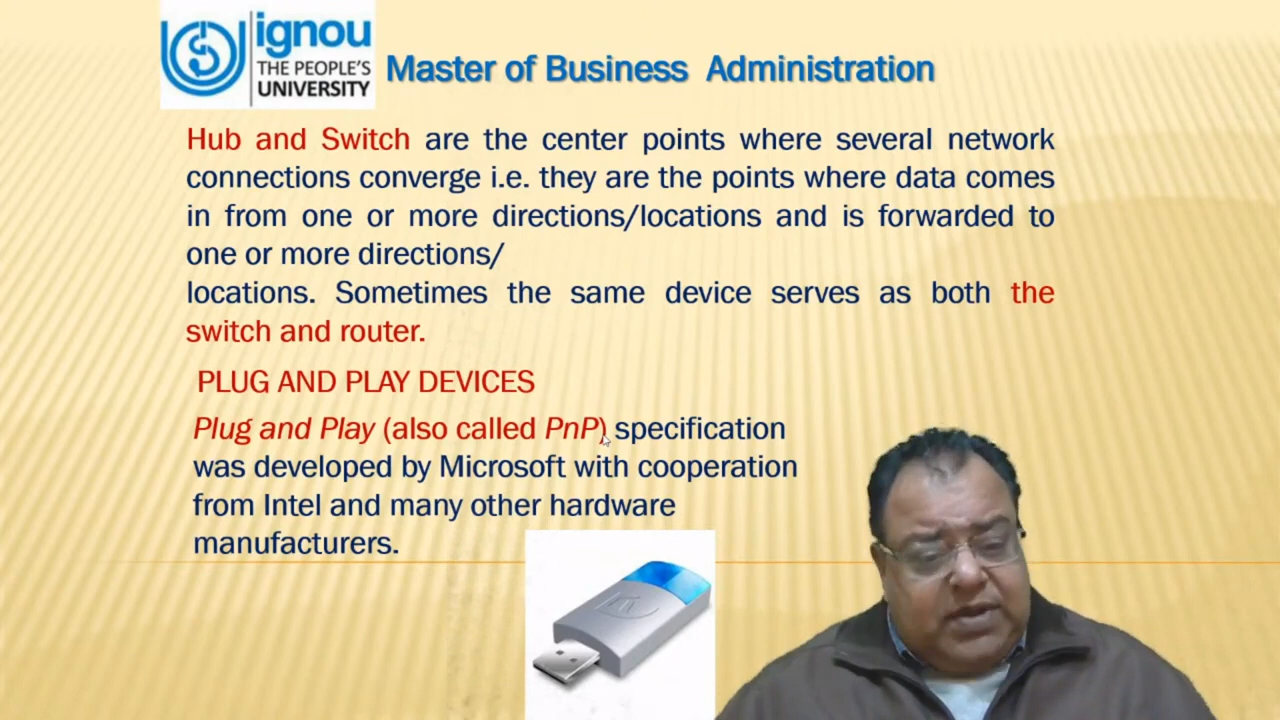 ignou
THE PEOPLE'S
UNIVERSITY
Master of Business Administration
Hub and Switch are the center points where several network
connections converge i.e. they are the points where data comes
in from one or more directions/locations and is forwarded to
one or more directions/
locations. Sometimes the same device serves as both the
switch and router.
PLUG AND PLAY DEVICES
Plug and Play (also called PnP) specification
was developed by Microsoft with cooperation
from Intel and many other hardware
manufacturers.